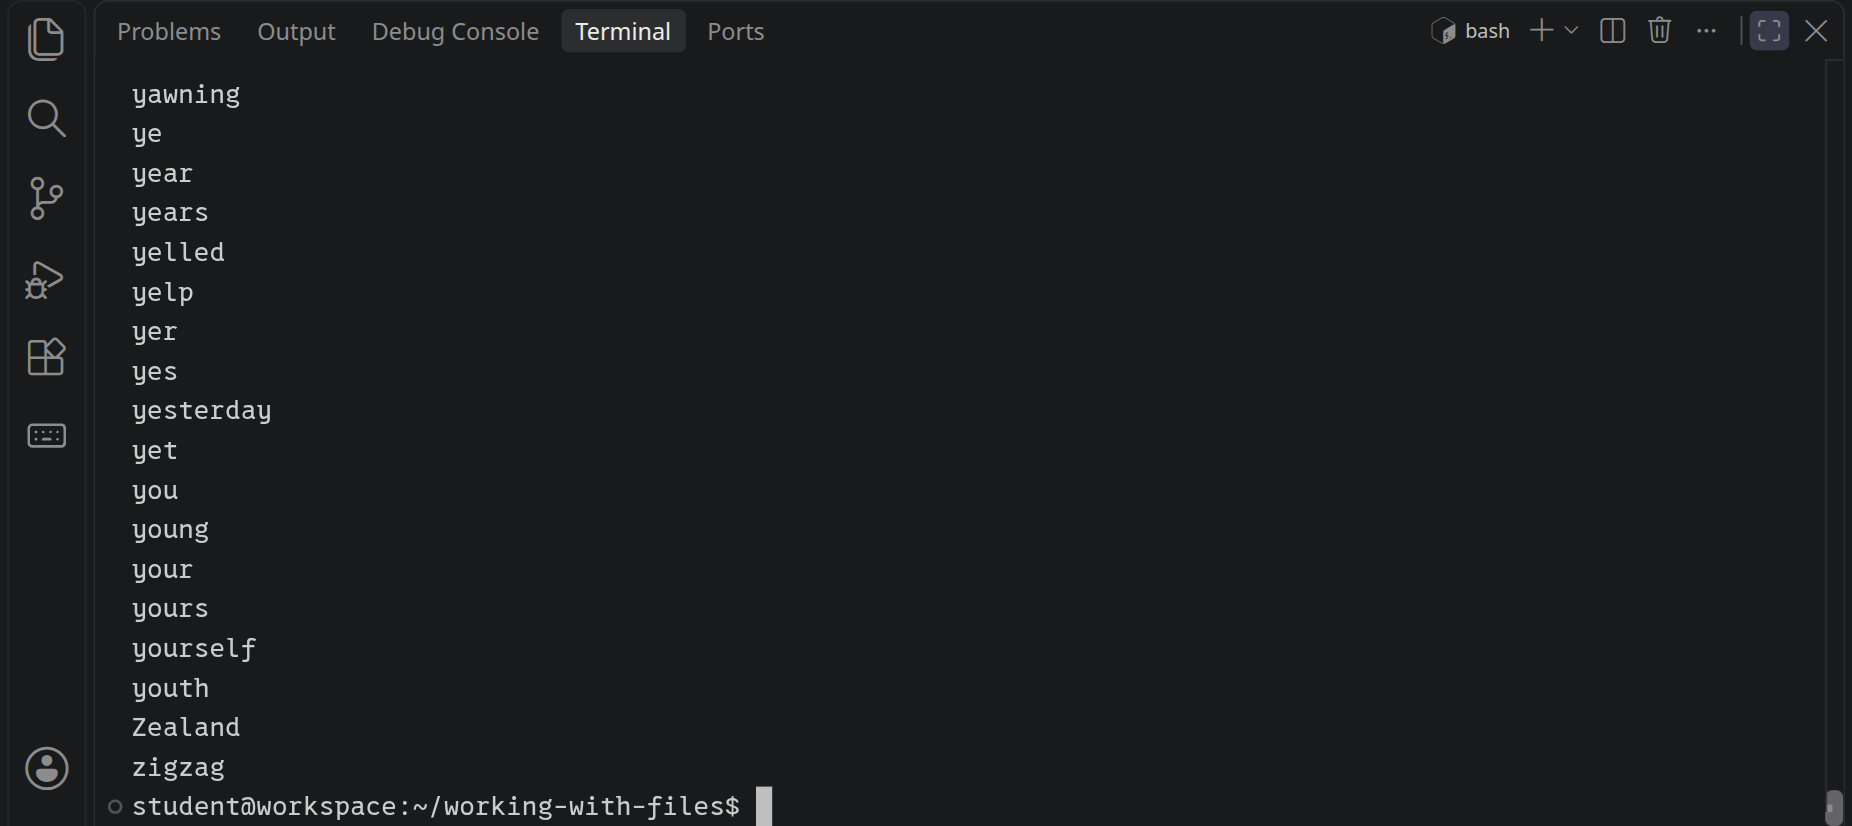 Problems Output Debug Console Terminal Ports bash
yawning
ye
year
years
yelled
yelp
yer
yes
yesterday
yet
you
young
your
yours
yourself
youth
Zealand
zigzag
student@workspace:~/working-with-files$